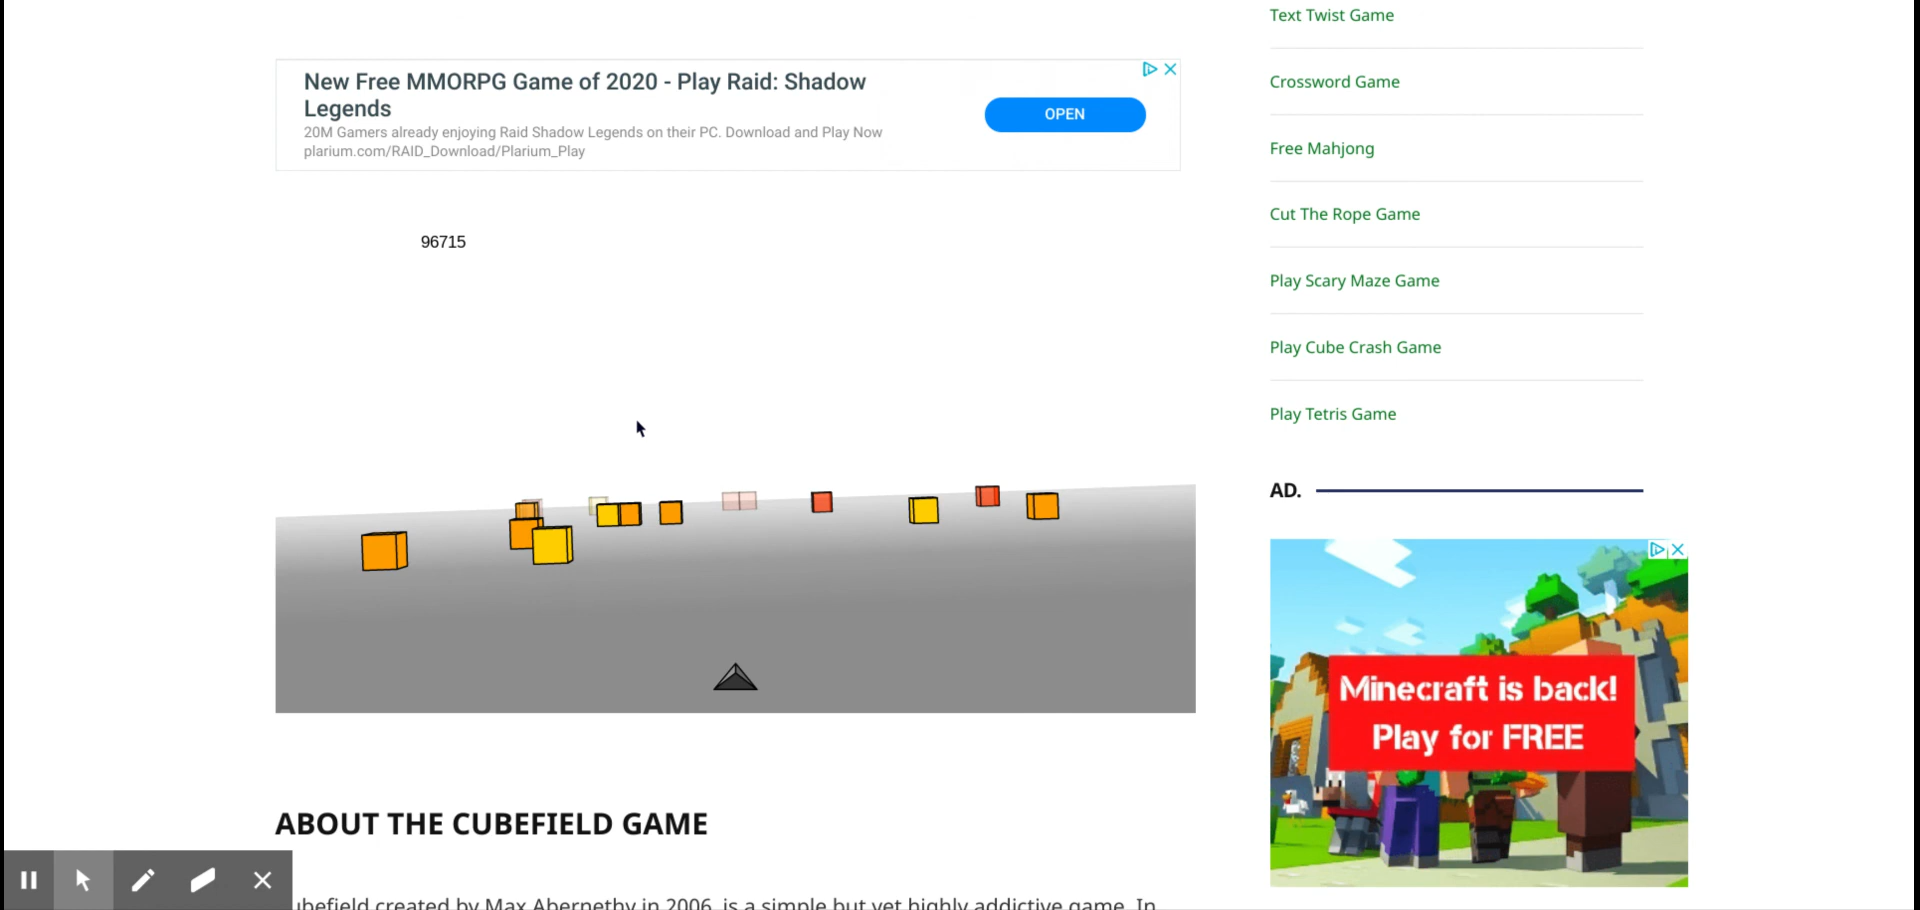 New Free MMORPG Game of 2020 - Play Raid: Shadow
Legends
20M Gamers already enjoying Raid Shadow Legends on their PC. Download and Play Now
plarium.com/RAID_Download/Plarium_Play
OPEN
96715
ABOUT THE CUBEFIELD GAME
ubefield created by Max Abernethy in 2006, is a simple but yet highly addictive game. In
Text Twist Game
Crossword Game
Free Mahjong
Cut The Rope Game
Play Scary Maze Game
Play Cube Crash Game
Play Tetris Game
AD.
Minecraft is back!
Play for FREE